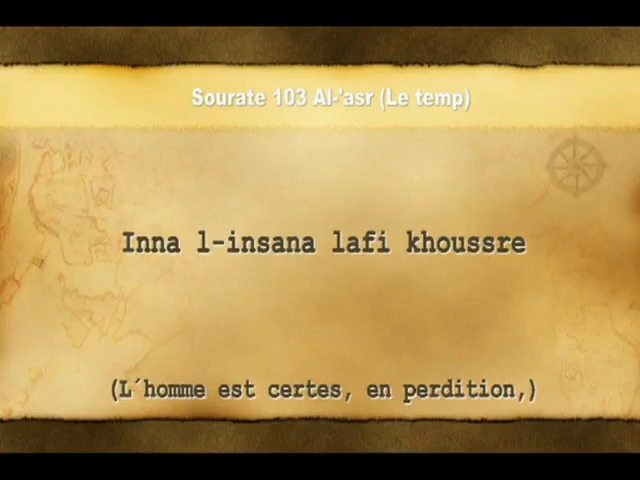 Sourate 103 Al-'asr (Le temp)
Inna l-insana lafi khoussre
(L´homme est certes, en perdition,)